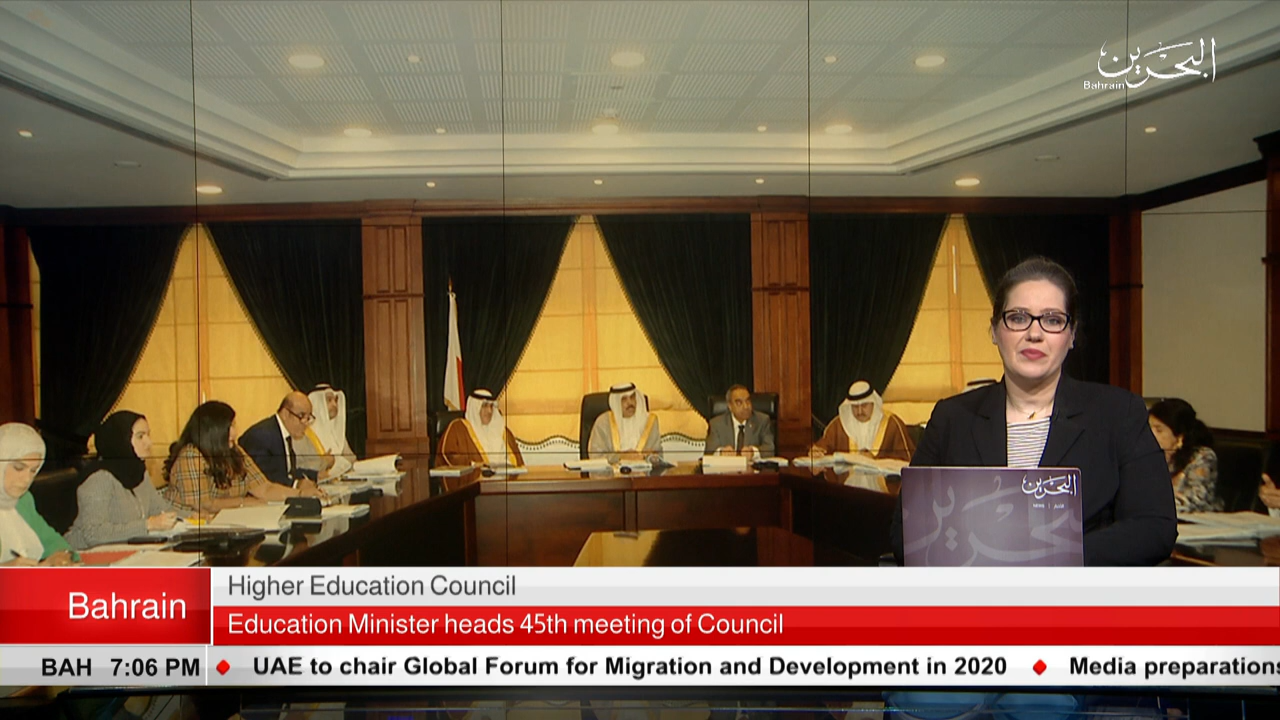 البحرين
Bahrain
البحرين
Higher Education Council
Bahrain
Education Minister heads 45th meeting of Council
BAH 7:06 PM UAE to chair Global Forum for Migration and Development in 2020 Media preparations